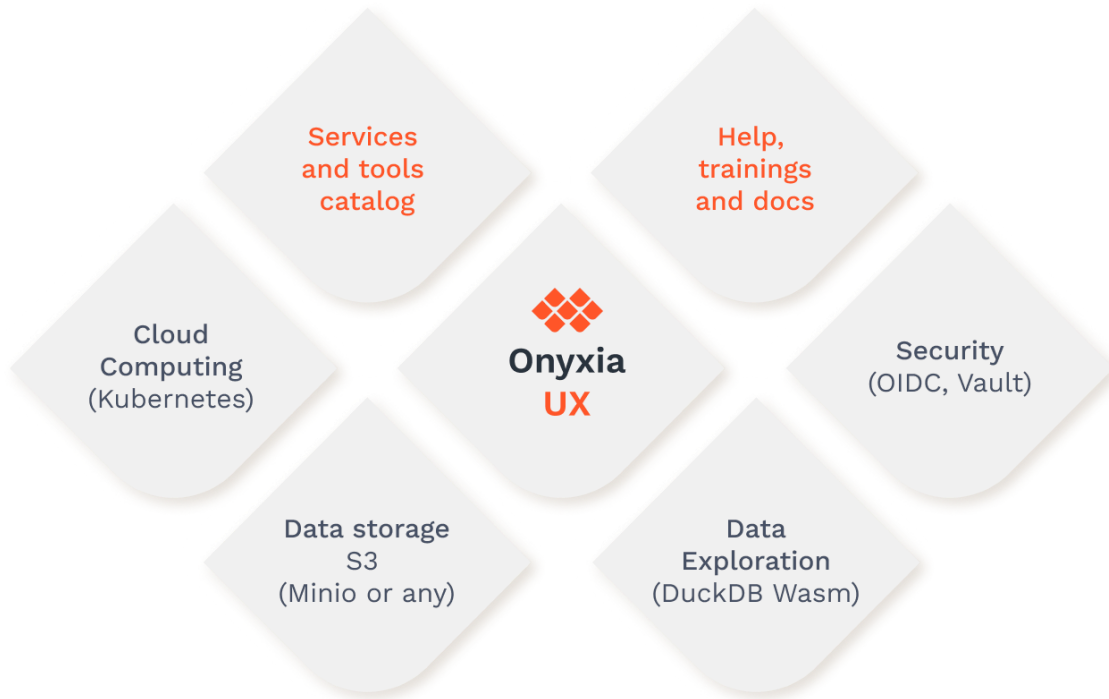 Services
and tools
catalog
Help,
trainings
and docs
Cloud
Computing
(Kubernetes)
Onyxia
UX
Security
(OIDC, Vault)
Data storage
S3
(Minio or any)
Data
Exploration
(DuckDB Wasm)